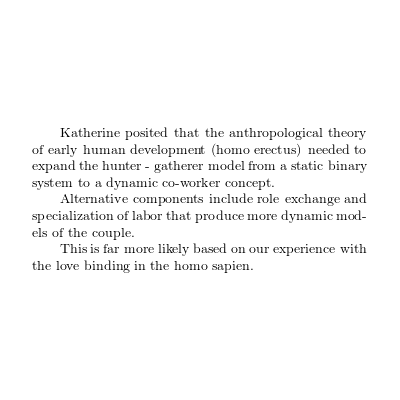 Katherine posited that the anthropological theory
of early human development (homo erectus) needed to
expand the hunter - gatherer model from a static binary
system to a dynamic co-worker concept.
Alternative components include role exchange and
specialization of labor that produce more dynamic mod-
els of the couple.
This is far more likely based on our experience with
the love binding in the homo sapien.